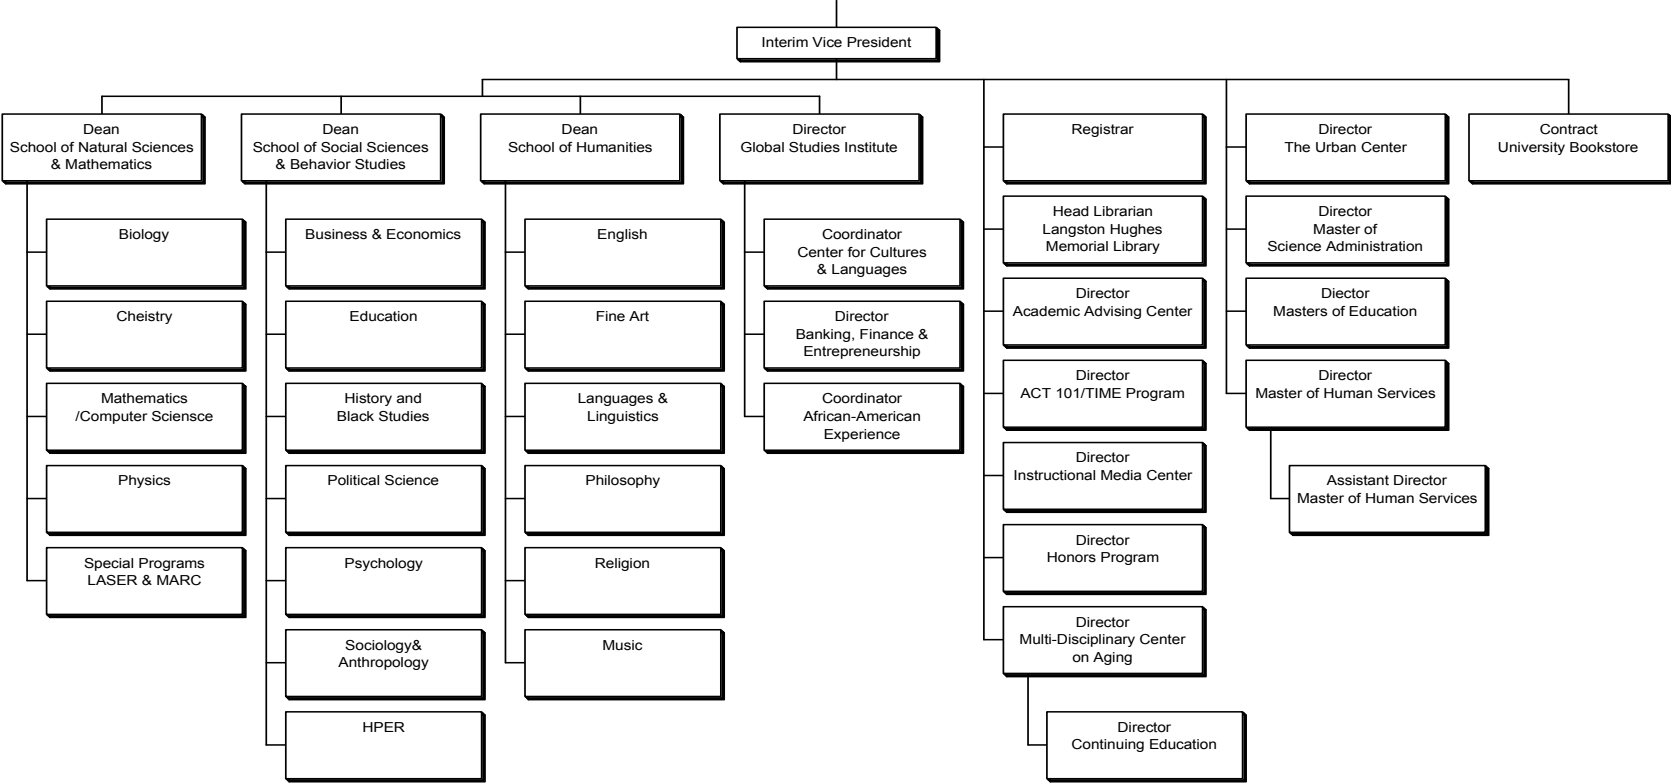 Interim Vice President
Dean
School of Natural Sciences
& Mathematics
Biology
Cheistry
Mathematics
/Computer Sciensce
Physics
Special Programs
LASER & MARC
Dean
School of Social Sciences
& Behavior Studies
Business & Economics
Education
History and
Black Studies
Political Science
Psychology
Sociology&
Anthropology
HPER
Dean
School of Humanities
English
Fine Art
Languages &
Linguistics
Philosophy
Religion
Music
Director
Global Studies Institute
Coordinator
Center for Cultures
& Languages
Director
Banking, Finance &
Entrepreneurship
Coordinator
African-American
Experience
Registrar
Head Librarian
Langston Hughes
Memorial Library
Director
Academic Advising Center
Director
ACT 101/TIME Program
Director
Instructional Media Center
Director
Honors Program
Director
Multi-Disciplinary Center
on Aging
Director
Continuing Education
Director
The Urban Center
Director
Master of
Science Administration
Diector
Masters of Education
Director
Master of Human Services
Assistant Director
Master of Human Services
Contract
University Bookstore